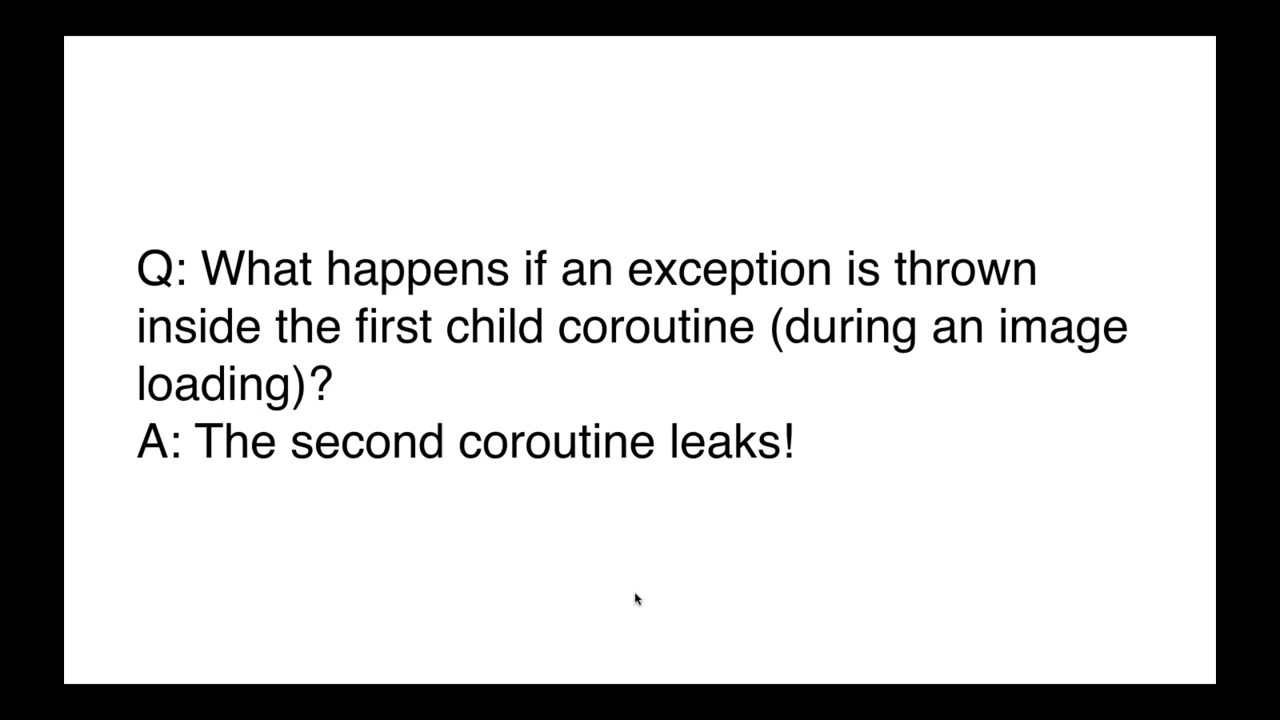 Q: What happens if an exception is thrown
inside the first child coroutine (during an image
loading)?
A: The second coroutine leaks!